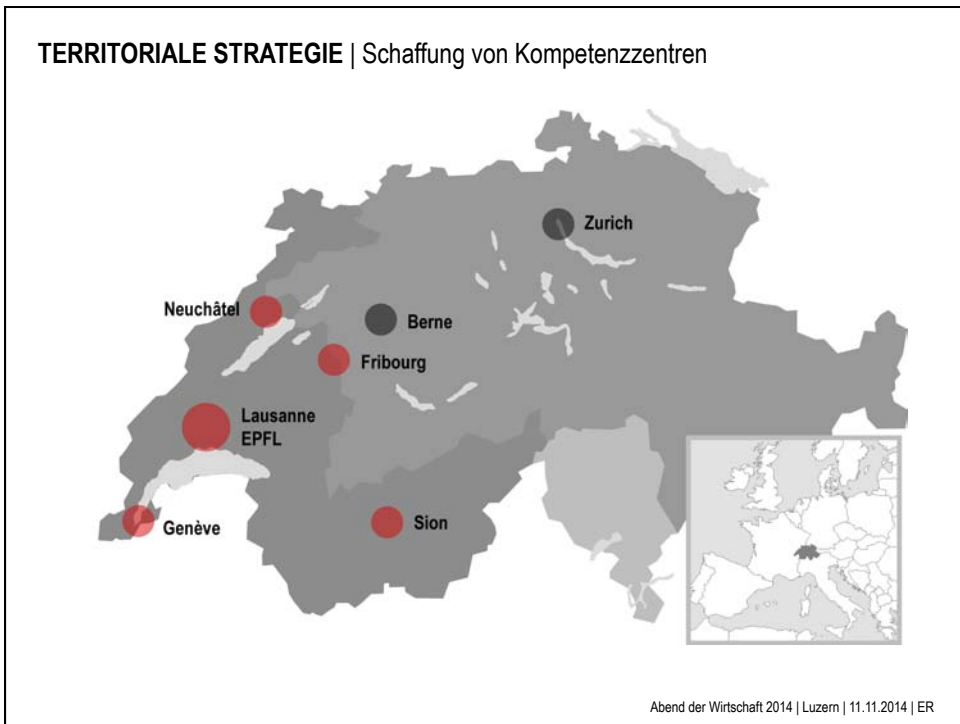 TERRITORIALE STRATEGIE | Schaffung von Kompetenzzentren
Zurich
Neuchâtel
Berne
Fribourg
Lausanne
EPFL
Genève
Sion
Abend der Wirtschaft 2014 | Luzern | 11.11.2014 | ER